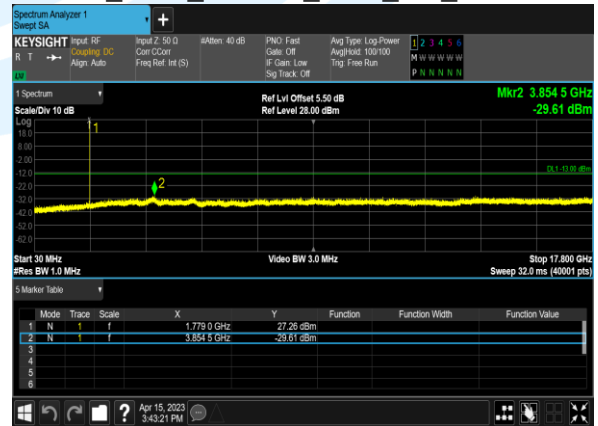 Spectrum Analyzer 1
Swept SA
+
KEYSIGHT Input: RF Input Z: 50 Ω #Atten: 40 dB PNO: Fast Avg Type: Log-Power 1 2 3 4 5 6
R T Coupling: DC Corr CCorr Gate: Off Avg|Hold: 100/100 M W W W W W
Align: Auto Freq Ref: Int (S) IF Gain: Low Trig: Free Run P N N N N N
Sig Track: Off
1 Spectrum Ref Lvl Offset 5.50 dB Mkr2 3.854 5 GHz
Scale/Div 10 dB Ref Level 28.00 dBm -29.61 dBm
Log
18.0 1
8.00
-2.00
-12.0 DL1 -13.00 dBm
-22.0 2
-32.0
-42.0
-52.0
-62.0
Start 30 MHz Video BW 3.0 MHz Stop 17.800 GHz
#Res BW 1.0 MHz Sweep 32.0 ms (40001 pts)
5 Marker Table
Mode Trace Scale X Y Function Function Width Function Value
1 N 1 f 1.779 0 GHz 27.26 dBm
2 N 1 f 3.854 5 GHz -29.61 dBm
3
4
5
6
? Apr 15, 2023
3:43:21 PM